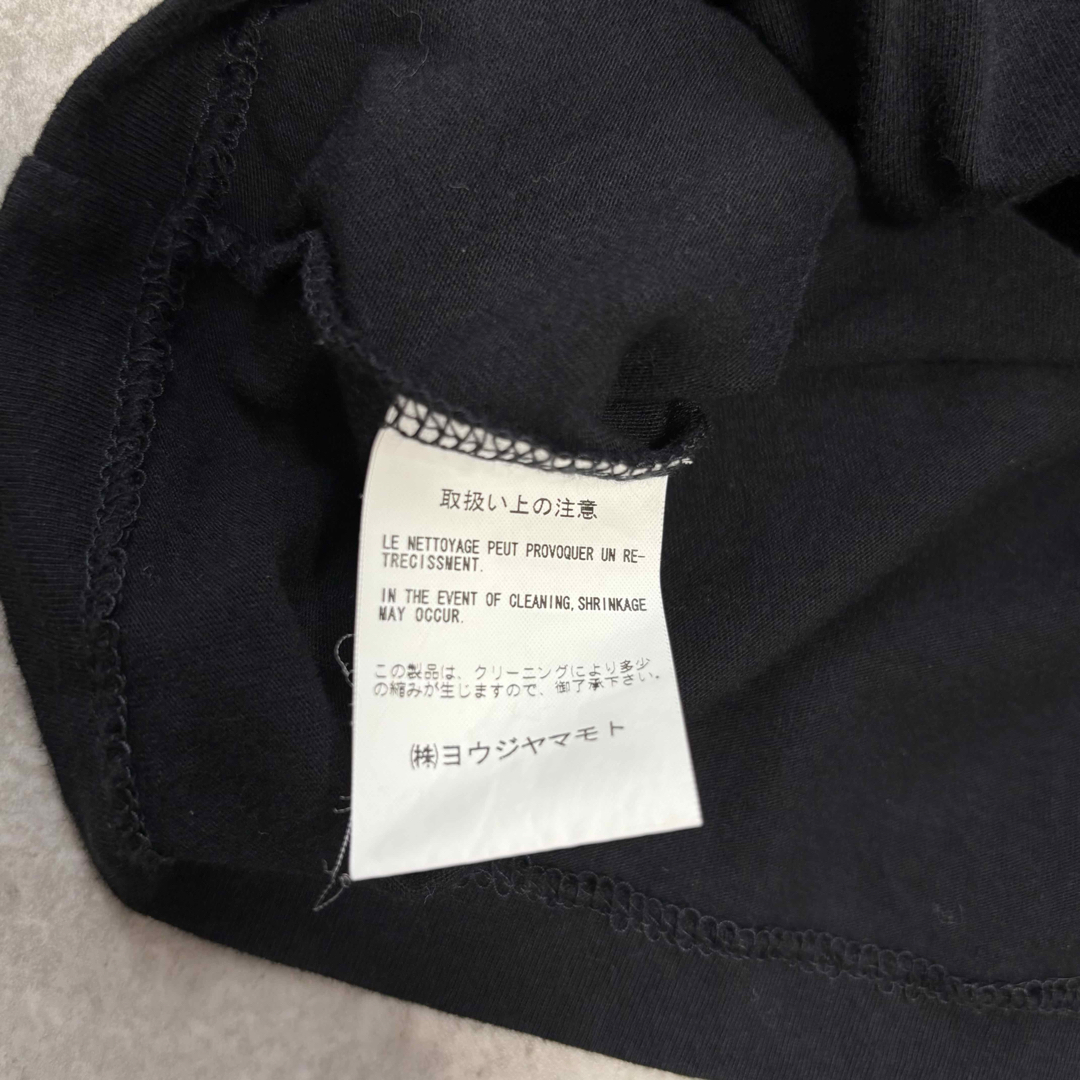 取扱い上の注意
LE NETTOYAGE PEUT PROVOQUER UN RE-
TRECISSMENT.
IN THE EVENT OF CLEANING, SHRINKAGE
MAY OCCUR.
この製品は、クリーニングにより多少
の縮みが生じますので、御了承下さい。
㈱ヨウジヤマモト